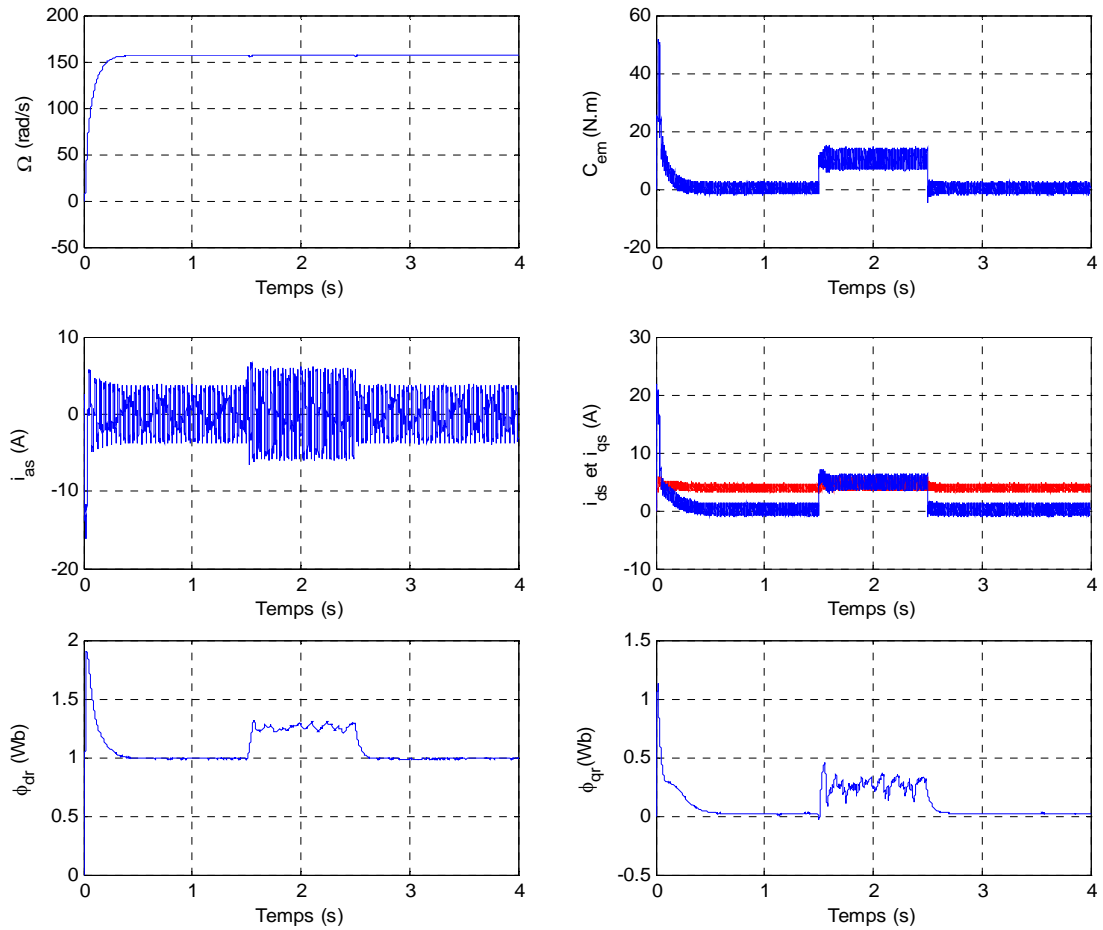 200
150
100
50
0
-50
Ω (rad/s)
0 1 2 3 4
Temps (s)
60
40
20
0
-20
C_em (N.m)
0 1 2 3 4
Temps (s)
10
0
-10
-20
i_as (A)
0 1 2 3 4
Temps (s)
30
20
10
0
-10
i_ds et i_qs (A)
0 1 2 3 4
Temps (s)
2
1.5
1
0.5
0
ϕ_dr (Wb)
0 1 2 3 4
Temps (s)
1.5
1
0.5
0
-0.5
ϕ_qr (Wb)
0 1 2 3 4
Temps (s)